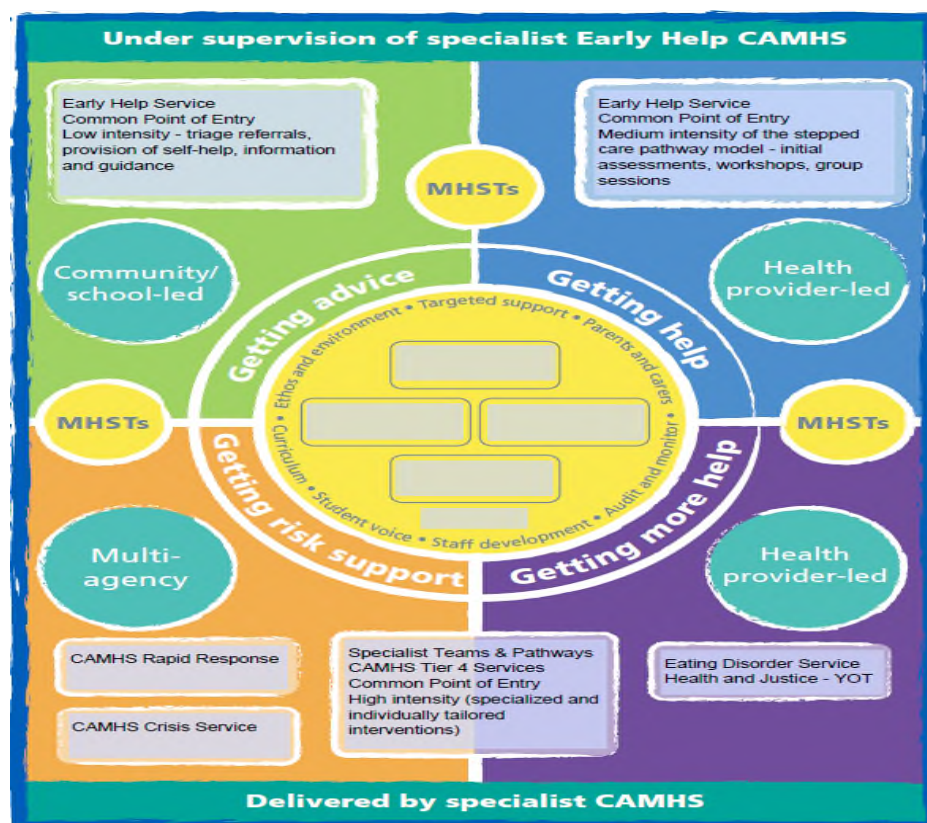 Under supervision of specialist Early Help CAMHS
Early Help Service
Common Point of Entry
Low intensity - triage referrals,
provision of self-help, information
and guidance
Early Help Service
Common Point of Entry
Medium intensity of the stepped
care pathway model - initial
assessments, workshops, group
sessions
MHSTs
Community/
school-led
Health
provider-led
Getting advice
Getting help
Ethos and environment • Targeted support • Parents and carers •
Audit and monitor • Staff development • Student voice • Curriculum •
MHSTs
MHSTs
Getting risk support
Getting more help
Multi-
agency
Health
provider-led
CAMHS Rapid Response
CAMHS Crisis Service
Specialist Teams & Pathways
CAMHS Tier 4 Services
Common Point of Entry
High intensity (specialized and
individually tailored
interventions)
Eating Disorder Service
Health and Justice - YOT
Delivered by specialist CAMHS